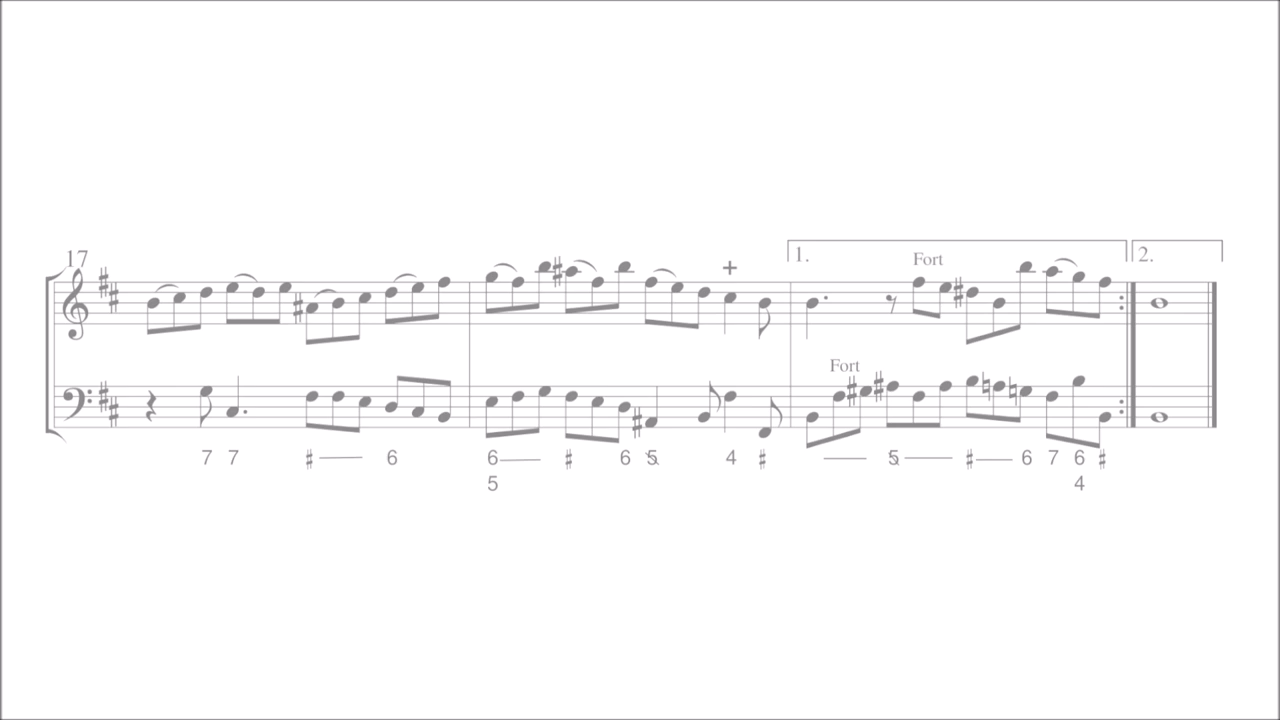 17
1. 2.
Fort
Fort
7 7 ♯ 6 6 ♯ 6 5 4 ♯ 5 ♯ 6 7 6 ♯
5 4